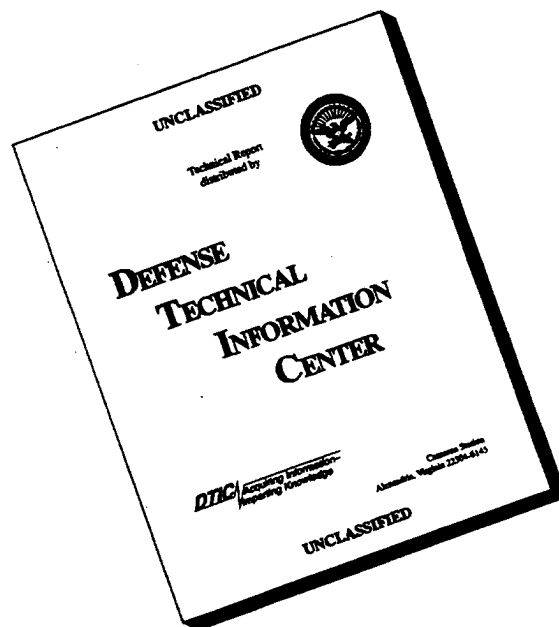 UNCLASSIFIED
Technical Report
distributed by
DEFENSE
TECHNICAL
INFORMATION
CENTER
DTIC
Acquiring Information-
Imparting Knowledge
Cameron Station
Alexandria, Virginia 22304-6145
UNCLASSIFIED